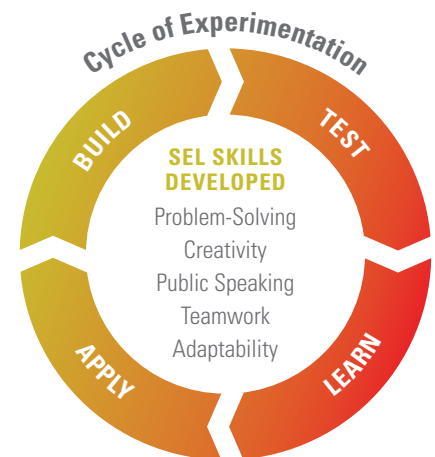 Cycle of Experimentation
BUILD
TEST
SEL SKILLS
DEVELOPED
Problem-Solving
Creativity
Public Speaking
Teamwork
Adaptability
APPLY
LEARN